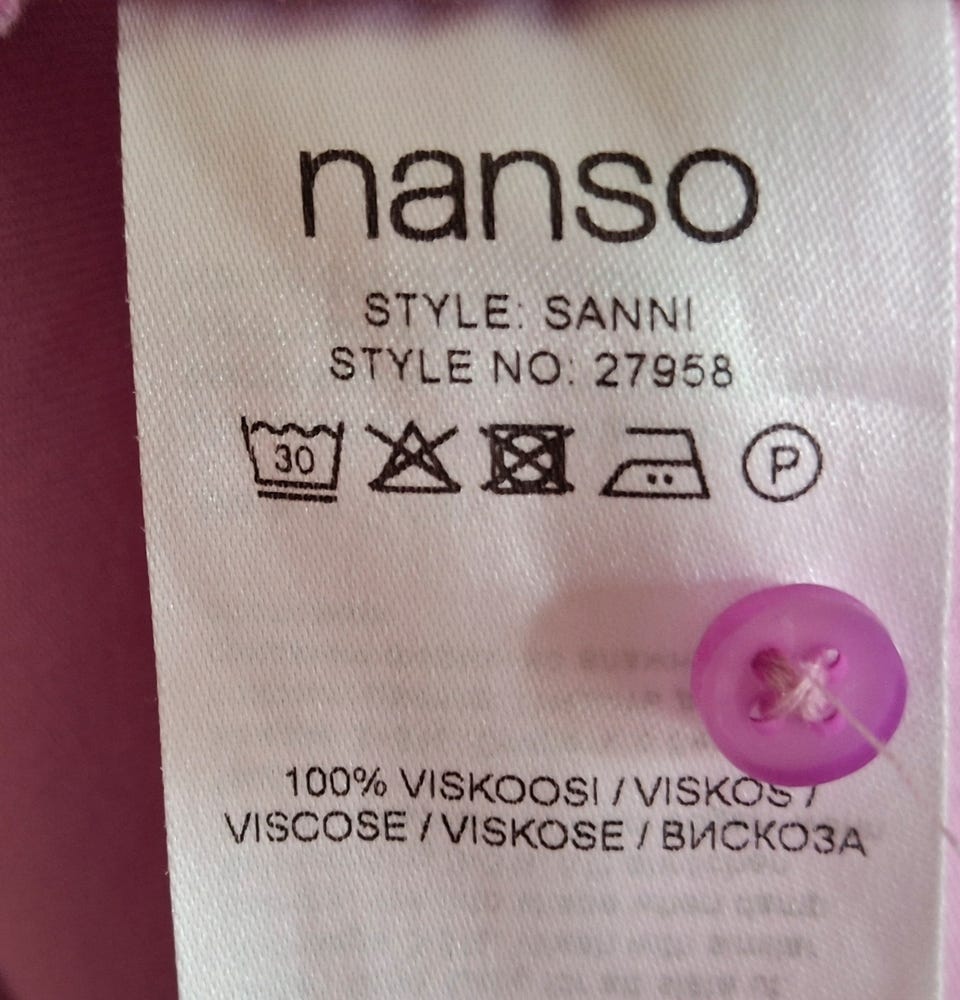 nanso
STYLE: SANNI
STYLE NO: 27958
30
P
100% VISKOOSI / VISKOS /
VISCOSE / VISKOSE / ВИСКОЗА